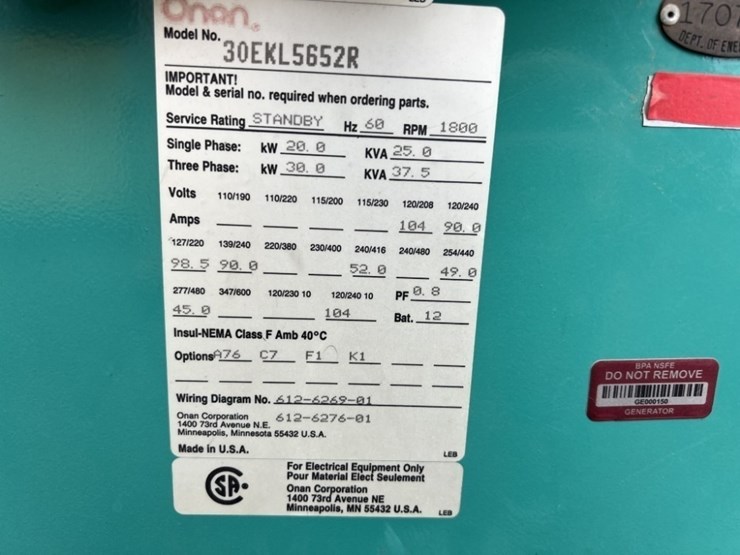 Onan®
Model No. 30EKL5652R
IMPORTANT!
Model & serial no. required when ordering parts.
Service Rating STANDBY Hz 60 RPM 1800
Single Phase: kW 20.0 KVA 25.0
Three Phase: kW 30.0 KVA 37.5
Volts 110/190 110/220 115/200 115/230 120/208 120/240
Amps 104 90.0
127/220 139/240 220/380 230/400 240/416 240/480 254/440
98.5 90.0 52.0 49.0
277/480 347/600 120/230 10 120/240 10 PF 0.8
45.0 104 Bat. 12
Insul-NEMA Class F Amb 40°C
Options A76 C7 F1 K1
Wiring Diagram No. 612-6269-01
612-6276-01
Onan Corporation
1400 73rd Avenue N.E.
Minneapolis, Minnesota 55432 U.S.A.
Made in U.S.A. LEB
SA
For Electrical Equipment Only
Pour Material Elect Seulement
Onan Corporation
1400 73rd Avenue NE
Minneapolis, MN 55432 U.S.A. LEB
1707
DEPT. OF ENE
BPA NSFE
DO NOT REMOVE
GE000150
GENERATOR